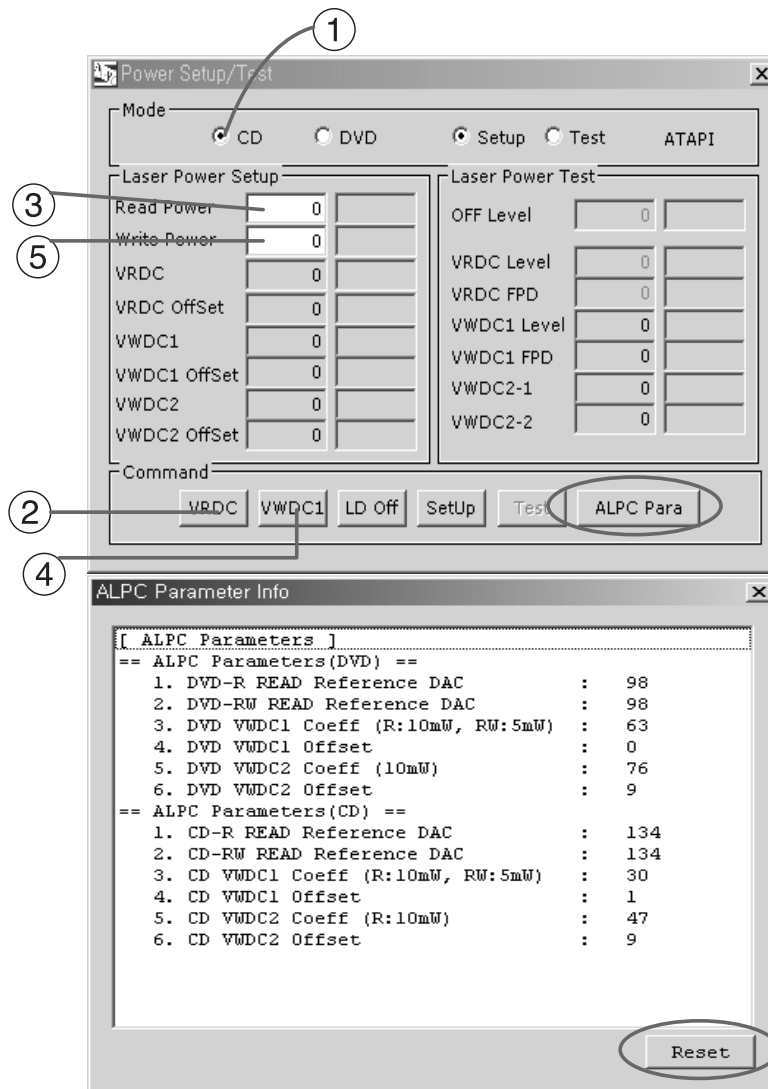 1
Power Setup/Test
Mode
CD DVD Setup Test ATAPI
Laser Power Setup
3
Read Power 0
5
Write Power 0
VRDC 0
VRDC OffSet 0
VWDC1 0
VWDC1 OffSet 0
VWDC2 0
VWDC2 OffSet 0
Laser Power Test
OFF Level 0
VRDC Level 0
VRDC FPD 0
VWDC1 Level 0
VWDC1 FPD 0
VWDC2-1 0
VWDC2-2 0
Command
2
VRDC VWDC1 LD Off SetUp Test ALPC Para
4
ALPC Parameter Info
[ ALPC Parameters ]
== ALPC Parameters(DVD) ==
1. DVD-R READ Reference DAC : 98
2. DVD-RW READ Reference DAC : 98
3. DVD VWDC1 Coeff (R:10mW, RW:5mW) : 63
4. DVD VWDC1 Offset : 0
5. DVD VWDC2 Coeff (10mW) : 76
6. DVD VWDC2 Offset : 9
== ALPC Parameters(CD) ==
1. CD-R READ Reference DAC : 134
2. CD-RW READ Reference DAC : 134
3. CD VWDC1 Coeff (R:10mW, RW:5mW) : 30
4. CD VWDC1 Offset : 1
5. CD VWDC2 Coeff (R:10mW) : 47
6. CD VWDC2 Offset : 9
Reset